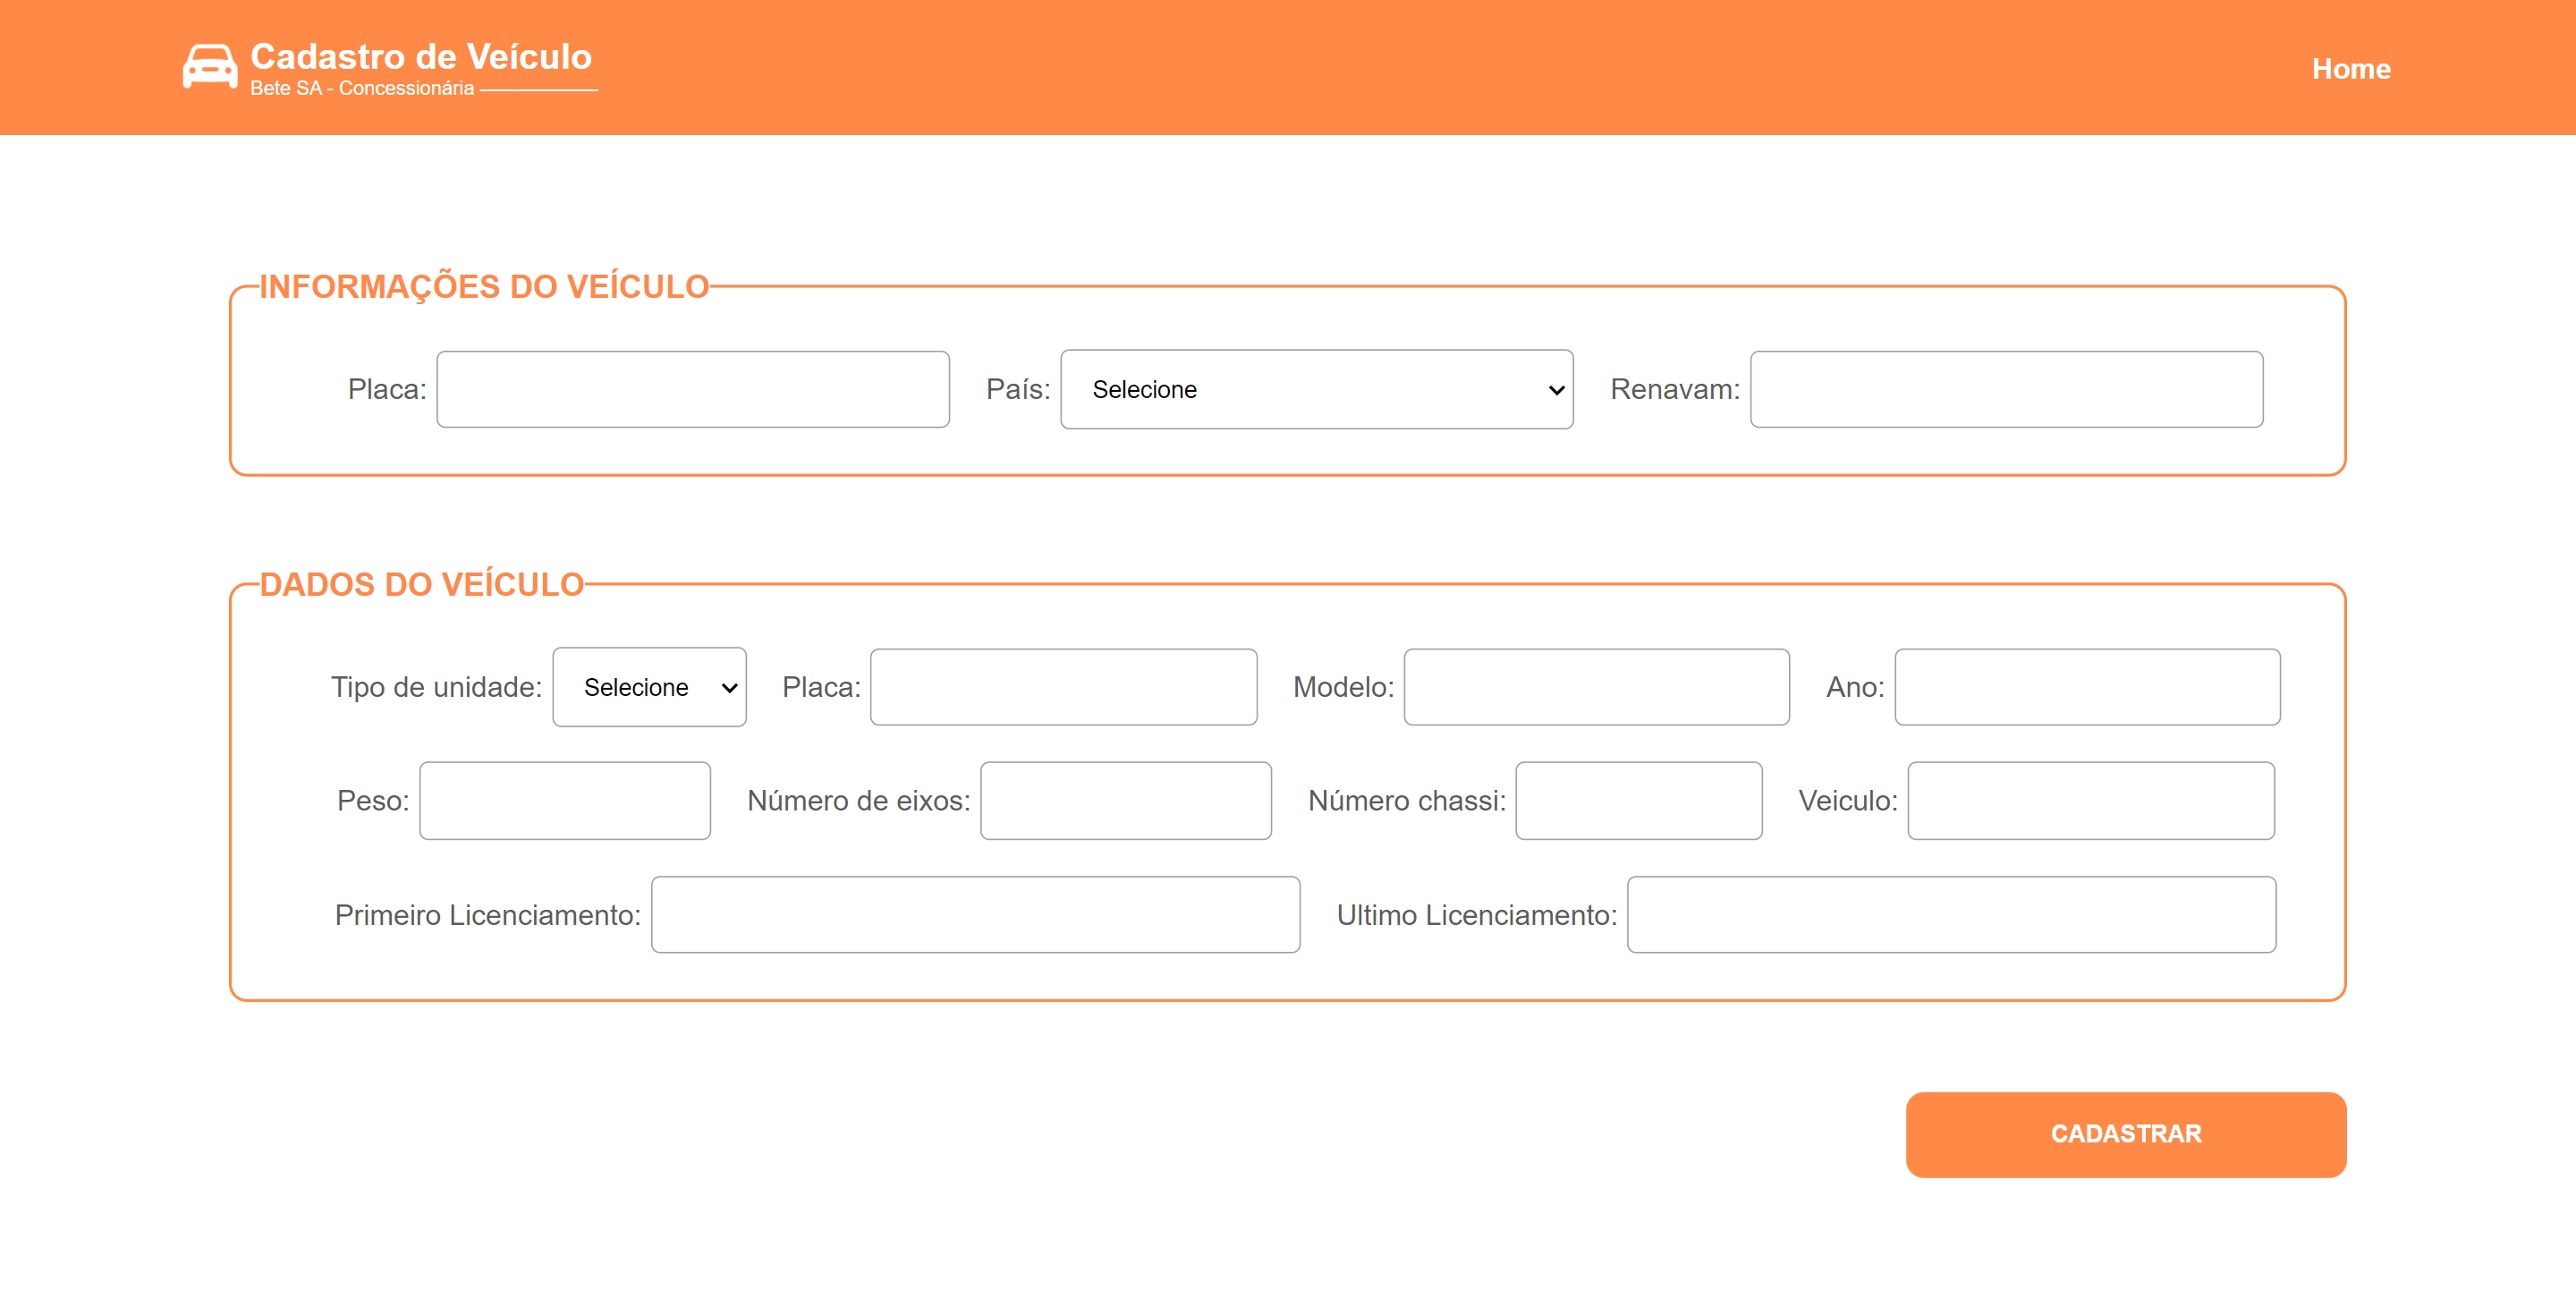 Cadastro de Veículo
Bete SA - Concessionária
Home
INFORMAÇÕES DO VEÍCULO
Placa: País: Selecione Renavam:
DADOS DO VEÍCULO
Tipo de unidade: Selecione Placa: Modelo: Ano:
Peso: Número de eixos: Número chassi: Veiculo:
Primeiro Licenciamento: Ultimo Licenciamento:
CADASTRAR